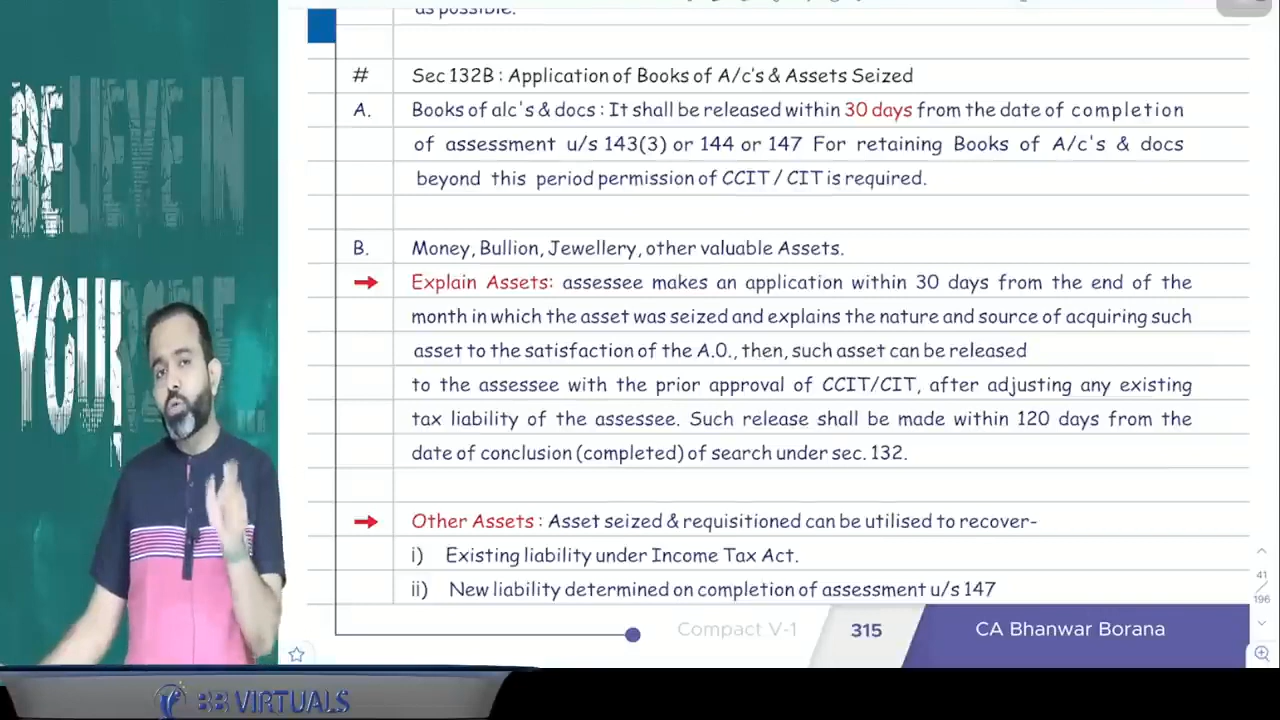 as possible.
# Sec 132B : Application of Books of A/c's & Assets Seized
A. Books of alc's & docs : It shall be released within 30 days from the date of completion
of assessment u/s 143(3) or 144 or 147 For retaining Books of A/c's & docs
beyond this period permission of CCIT / CIT is required.
B. Money, Bullion, Jewellery, other valuable Assets.
→ Explain Assets: assessee makes an application within 30 days from the end of the
month in which the asset was seized and explains the nature and source of acquiring such
asset to the satisfaction of the A.O., then, such asset can be released
to the assessee with the prior approval of CCIT/CIT, after adjusting any existing
tax liability of the assessee. Such release shall be made within 120 days from the
date of conclusion (completed) of search under sec. 132.
→ Other Assets : Asset seized & requisitioned can be utilised to recover-
i) Existing liability under Income Tax Act.
ii) New liability determined on completion of assessment u/s 147
41
196
Compact V-1 315 CA Bhanwar Borana
BELIEVE IN
BB VIRTUALS